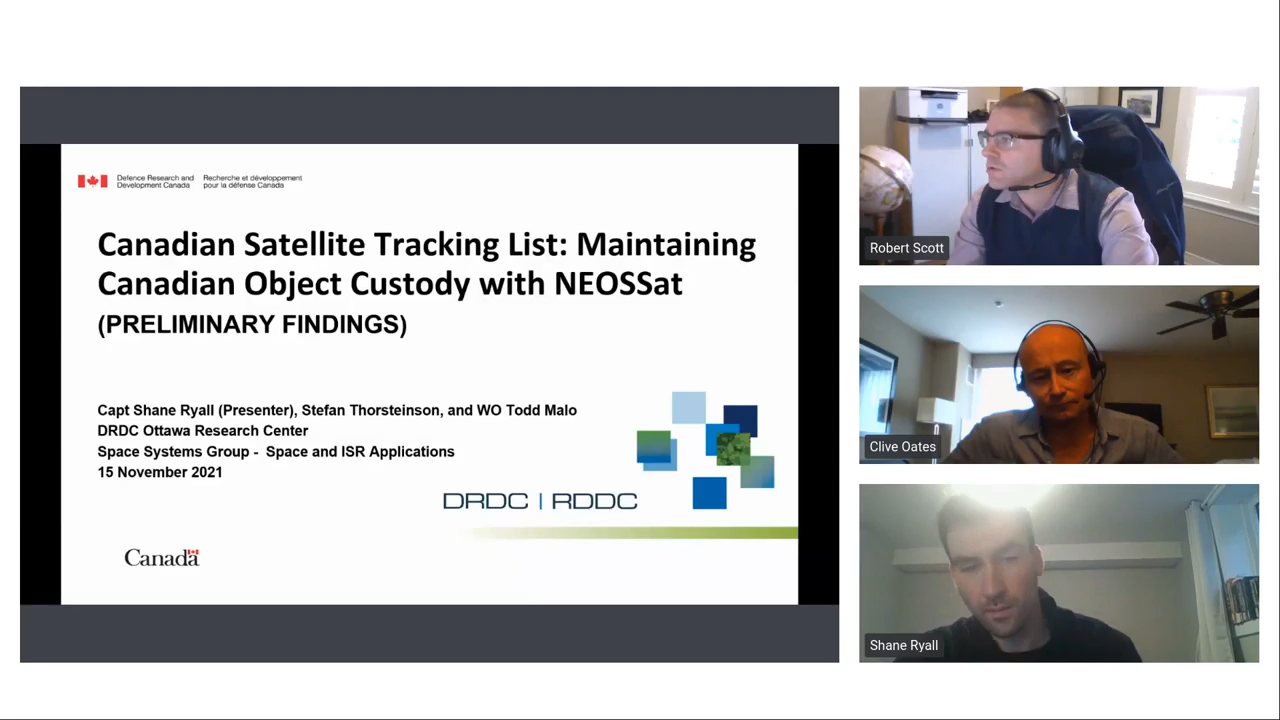 Defence Research and
Development Canada
Recherche et développement
pour la défense Canada
Canadian Satellite Tracking List: Maintaining
Canadian Object Custody with NEOSSat
(PRELIMINARY FINDINGS)
Capt Shane Ryall (Presenter), Stefan Thorsteinson, and WO Todd Malo
DRDC Ottawa Research Center
Space Systems Group - Space and ISR Applications
15 November 2021
DRDC | RDDC
Canada
Robert Scott
Clive Oates
Shane Ryall